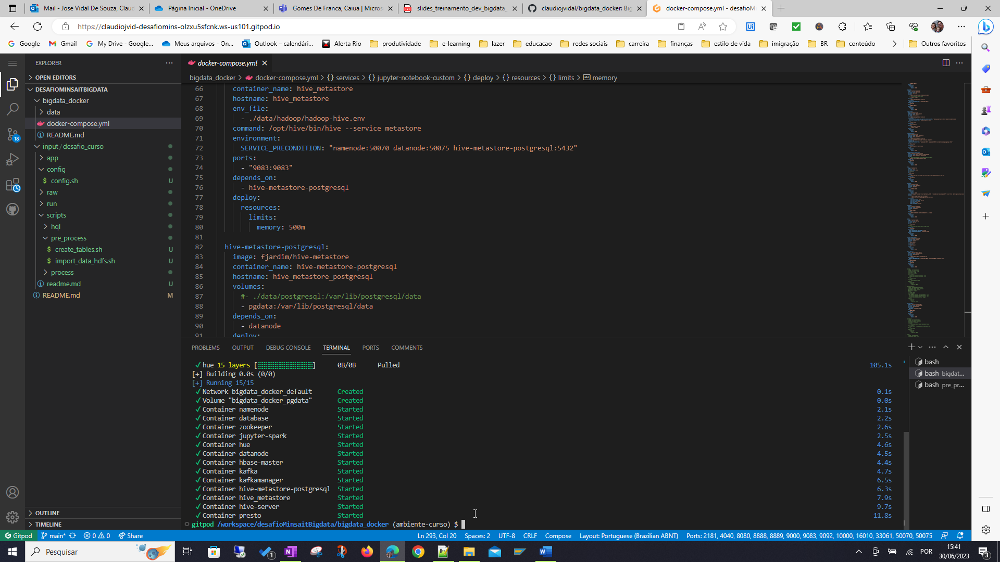 Mail - Jose Vidal De Souza, Clau
Página Inicial - OneDrive
Gomes De Franca, Caiua | Micros
slides_treinamento_dev_bigdata_
claudiojvidal/bigdata_docker: Big
docker-compose.yml - desafioMi
https://claudiojvid-desafiomins-olzxu5sfcnk.ws-us101.gitpod.io
Google
Gmail
My Drive - Google...
Meus arquivos - On...
Outlook – calendári...
Alerta Rio
produtividade
e-learning
lazer
educacao
redes sociais
carreira
finanças
estilo de vida
imigração
BR
conteúdo
Outros favoritos
EXPLORER
OPEN EDITORS
DESAFIOMINSAITBIGDATA
bigdata_docker
data
docker-compose.yml
README.md
input/desafio_curso
app
config
$ config.sh U
raw
run
scripts
hql
pre_process
$ create_tables.sh U
$ import_data_hdfs.sh U
process
readme.md U
README.md M
OUTLINE
TIMELINE
18
docker-compose.yml
bigdata_docker > docker-compose.yml > {} services > {} jupyter-notebook-custom > {} deploy > {} resources > {} limits > memory
66 container_name: hive_metastore
67 hostname: hive_metastore
68 env_file:
69 - ./data/hadoop/hadoop-hive.env
70 command: /opt/hive/bin/hive --service metastore
71 environment:
72 SERVICE_PRECONDITION: "namenode:50070 datanode:50075 hive-metastore-postgresql:5432"
73 ports:
74 - "9083:9083"
75 depends_on:
76 - hive-metastore-postgresql
77 deploy:
78 resources:
79 limits:
80 memory: 500m
81
82 hive-metastore-postgresql:
83 image: fjardim/hive-metastore
84 container_name: hive-metastore-postgresql
85 hostname: hive_metastore_postgresql
86 volumes:
87 #- ./data/postgresql:/var/lib/postgresql/data
88 - pgdata:/var/lib/postgresql/data
89 depends_on:
90 - datanode
91 deploy:
PROBLEMS OUTPUT DEBUG CONSOLE TERMINAL PORTS COMMENTS
✓ hue 15 layers [⣿⣿⣿⣿⣿⣿⣿⣿⣿⣿⣿⣿⣿⣿⣿] 0B/0B Pulled 105.1s
[+] Building 0.0s (0/0)
[+] Running 15/15
✓ Network bigdata_docker_default Created 0.1s
✓ Volume "bigdata_docker_pgdata" Created 0.0s
✓ Container namenode Started 2.1s
✓ Container database Started 2.2s
✓ Container zookeeper Started 2.6s
✓ Container jupyter-spark Started 2.5s
✓ Container hue Started 4.6s
✓ Container datanode Started 4.5s
✓ Container hbase-master Started 4.4s
✓ Container kafka Started 4.7s
✓ Container kafkamanager Started 6.5s
✓ Container hive-metastore-postgresql Started 6.3s
✓ Container hive_metastore Started 7.9s
✓ Container hive-server Started 9.7s
✓ Container presto Started 11.8s
gitpod /workspace/desafioMinsaitBigdata/bigdata_docker (ambiente-curso) $
bash
bash bigdat...
bash pre_pr...
Gitpod main* 0 0 Share
Ln 293, Col 20 Spaces: 2 UTF-8 CRLF Compose Layout: Portuguese (Brazilian ABNT) Ports: 2181, 4040, 8080, 8888, 8889, 9000, 9083, 9092, 10000, 16010, 33061, 50070, 50075
Pesquisar
1
POR
15:41
30/06/2023
3